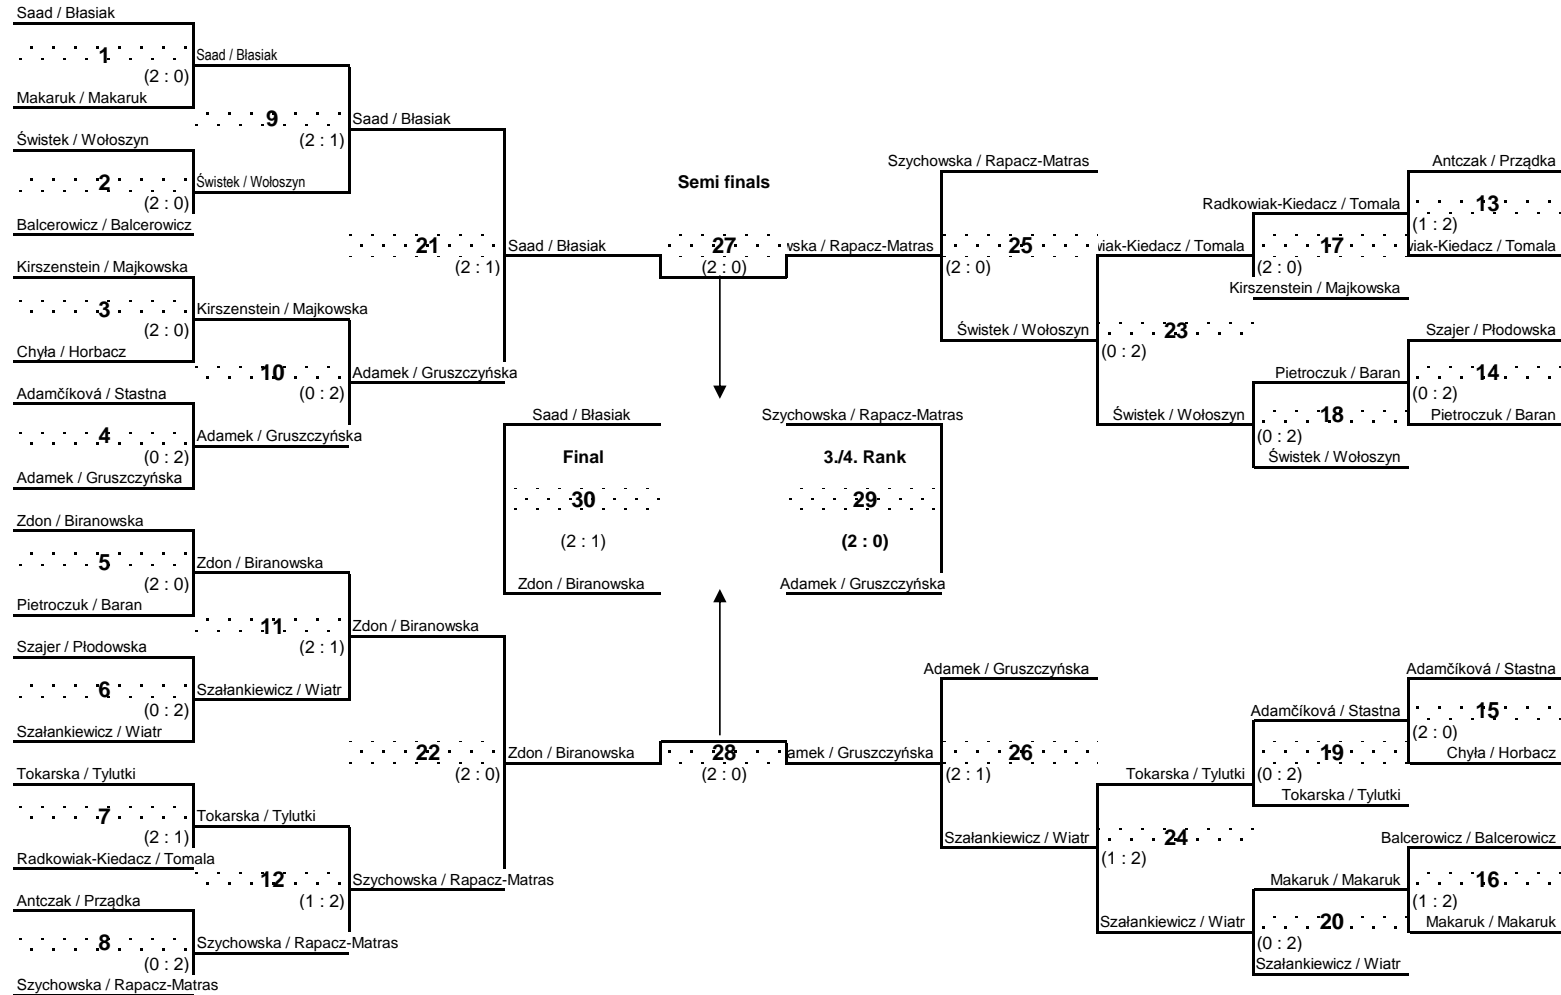 Saad / Błasiak
1
(2 : 0)
Makaruk / Makaruk
Saad / Błasiak
9
(2 : 1)
Świstek / Wołoszyn
2
(2 : 0)
Balcerowicz / Balcerowicz
Świstek / Wołoszyn
Saad / Błasiak
21
(2 : 1)
Kirszenstein / Majkowska
3
(2 : 0)
Chyła / Horbacz
Kirszenstein / Majkowska
10
(0 : 2)
Adamčíková / Stastna
4
(0 : 2)
Adamek / Gruszczyńska
Adamek / Gruszczyńska
Adamek / Gruszczyńska
Zdon / Biranowska
5
(2 : 0)
Pietroczuk / Baran
Zdon / Biranowska
11
(2 : 1)
Szajer / Płodowska
6
(0 : 2)
Szałankiewicz / Wiatr
Szałankiewicz / Wiatr
Zdon / Biranowska
22
(2 : 0)
Tokarska / Tylutki
7
(2 : 1)
Radkowiak-Kiedacz / Tomala
Tokarska / Tylutki
12
(1 : 2)
Antczak / Prządka
8
(0 : 2)
Szychowska / Rapacz-Matras
Szychowska / Rapacz-Matras
Szychowska / Rapacz-Matras
Semi finals
Saad / Błasiak
27
(2 : 0)
wska / Rapacz-Matras
Saad / Błasiak
Final
30
(2 : 1)
Zdon / Biranowska
Szychowska / Rapacz-Matras
3./4. Rank
29
(2 : 0)
Adamek / Gruszczyńska
Zdon / Biranowska
28
(2 : 0)
amek / Gruszczyńska
Szychowska / Rapacz-Matras
25
(2 : 0)
Świstek / Wołoszyn
iak-Kiedacz / Tomala
23
(0 : 2)
Świstek / Wołoszyn
Radkowiak-Kiedacz / Tomala
17
(2 : 0)
Kirszenstein / Majkowska
Antczak / Prządka
13
(1 : 2)
iak-Kiedacz / Tomala
Szajer / Płodowska
14
(0 : 2)
Pietroczuk / Baran
Pietroczuk / Baran
18
(0 : 2)
Świstek / Wołoszyn
Adamek / Gruszczyńska
26
(2 : 1)
Szałankiewicz / Wiatr
Tokarska / Tylutki
24
(1 : 2)
Szałankiewicz / Wiatr
Adamčíková / Stastna
19
(0 : 2)
Tokarska / Tylutki
Adamčíková / Stastna
15
(2 : 0)
Chyła / Horbacz
Balcerowicz / Balcerowicz
16
(1 : 2)
Makaruk / Makaruk
Makaruk / Makaruk
20
(0 : 2)
Szałankiewicz / Wiatr